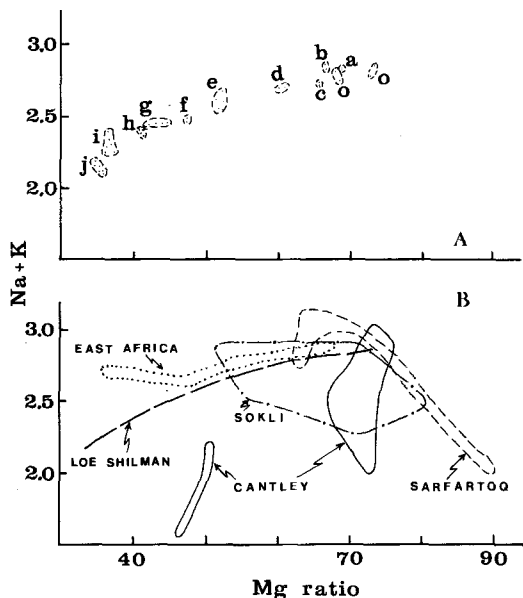 A
3.0
2.5
2.0
a
b
c
d
e
f
g
h
i
j
o
o
Na+K
B
3.0
2.5
2.0
EAST AFRICA
LOE SHILMAN
SOKLI
CANTLEY
SARFARTOQ
40
70
90
Mg ratio